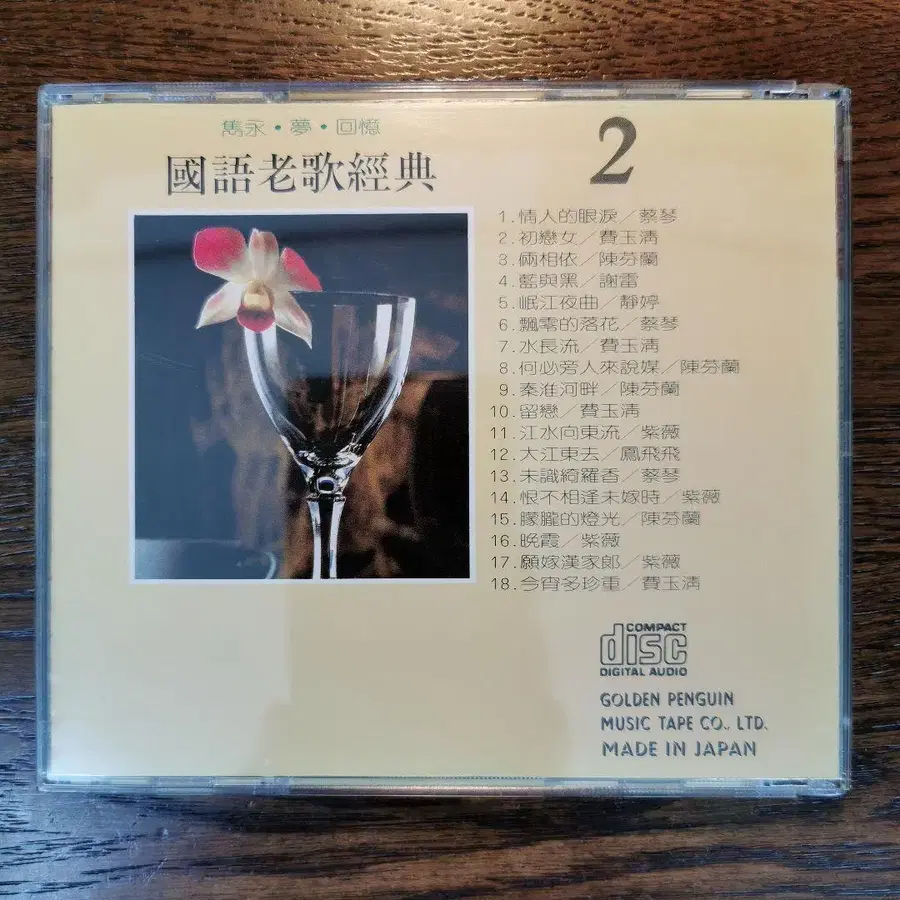 雋永・夢・回憶
國語老歌經典
2
1.情人的眼淚／蔡琴
2.初戀女／費玉清
3.倆相依／陳芬蘭
4.藍與黑／謝雷
5.岷江夜曲／靜婷
6.飄零的落花／蔡琴
7.水長流／費玉清
8.何必旁人來說媒／陳芬蘭
9.秦淮河畔／陳芬蘭
10.留戀／費玉清
11.江水向東流／紫薇
12.大江東去／鳳飛飛
13.未識綺羅香／蔡琴
14.恨不相逢未嫁時／紫薇
15.朦朧的燈光／陳芬蘭
16.晚霞／紫薇
17.願嫁漢家郎／紫薇
18.今宵多珍重／費玉清
COMPACT
disc
DIGITAL AUDIO
GOLDEN PENGUIN
MUSIC TAPE CO., LTD.
MADE IN JAPAN